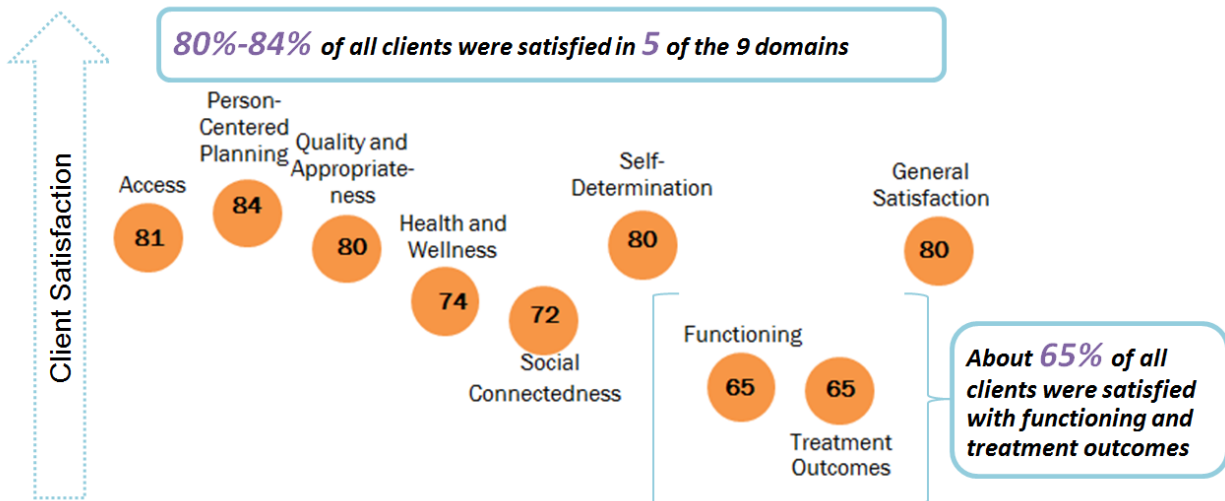 80%-84% of all clients were satisfied in 5 of the 9 domains
Client Satisfaction
Access
81
Person-
Centered
Planning
84
Quality and
Appropriate-
ness
80
Health and
Wellness
74
72
Social
Connectedness
Self-
Determination
80
Functioning
65
65
Treatment
Outcomes
General
Satisfaction
80
About 65% of all
clients were satisfied
with functioning and
treatment outcomes